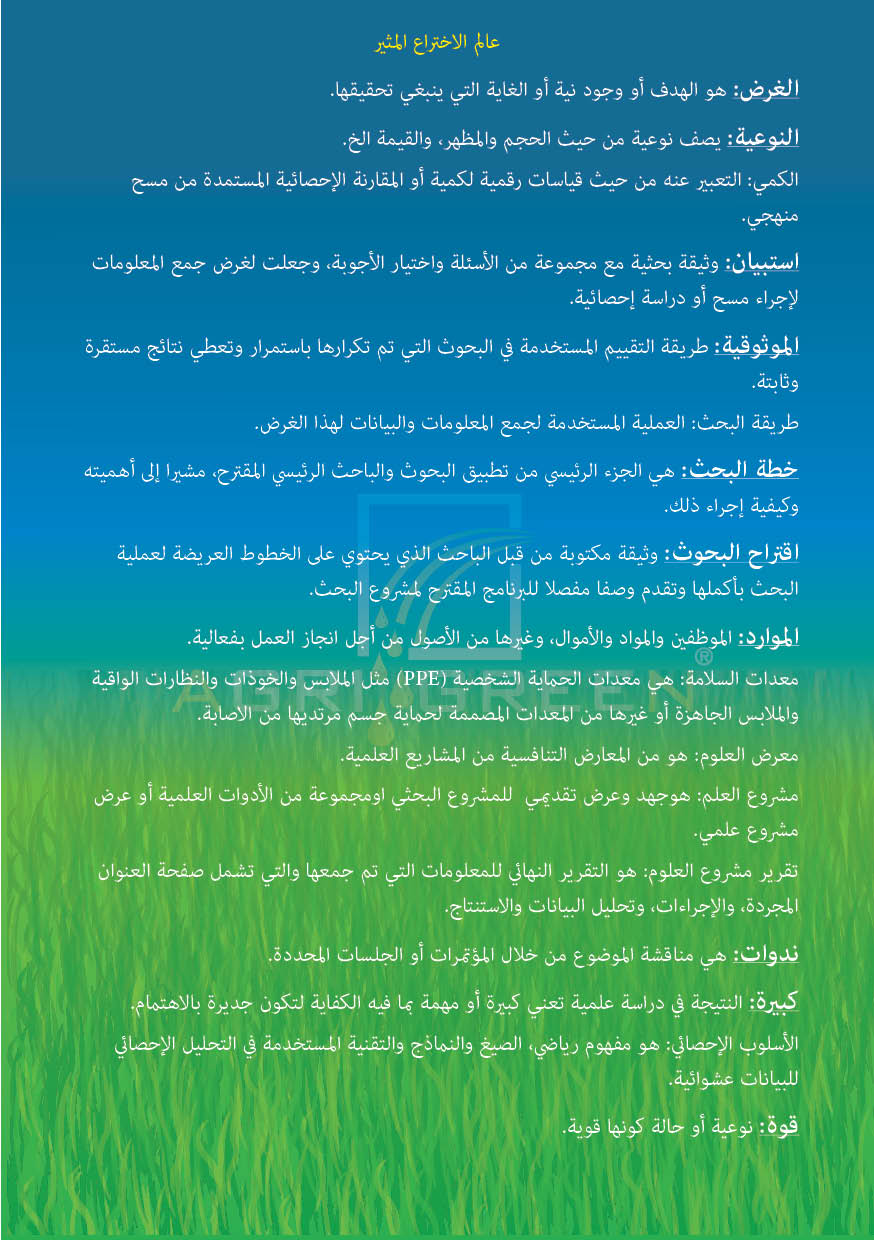 عالم الاختراع المثير
الغرض: هو الهدف أو وجود نية أو الغاية التي ينبغي تحقيقها.
النوعية: يصف نوعية من حيث الحجم والمظهر، والقيمة الخ.
الكمي: التعبير عنه من حيث قياسات رقمية لكمية أو المقارنة الإحصائية المستمدة من مسح
منهجي.
استبيان: وثيقة بحثية مع مجموعة من الأسئلة واختيار الأجوبة، وجعلت لغرض جمع المعلومات
لإجراء مسح أو دراسة إحصائية.
الموثوقية: طريقة التقييم المستخدمة في البحوث التي تم تكرارها باستمرار وتعطي نتائج مستقرة
وثابتة.
طريقة البحث: العملية المستخدمة لجمع المعلومات والبيانات لهذا الغرض.
خطة البحث: هي الجزء الرئيسي من تطبيق البحوث والباحث الرئيسي المقترح، مشيرا إلى أهميته
وكيفية إجراء ذلك.
اقتراح البحوث: وثيقة مكتوبة من قبل الباحث الذي يحتوي على الخطوط العريضة لعملية
البحث بأكملها وتقدم وصفا مفصلا للبرنامج المقترح لمشروع البحث.
الموارد: الموظفين والمواد والأموال، وغيرها من الأصول من أجل انجاز العمل بفعالية.
معدات السلامة: هي معدات الحماية الشخصية (PPE) مثل الملابس والخوذات والنظارات الواقية
والملابس الجاهزة أو غيرها من المعدات المصممة لحماية جسم مرتديها من الاصابة.
AGRIGREEN®
معرض العلوم: هو من المعارض التنافسية من المشاريع العلمية.
مشروع العلم: هوجهد وعرض تقديمي للمشروع البحثي اومجموعة من الأدوات العلمية أو عرض
مشروع علمي.
تقرير مشروع العلوم: هو التقرير النهائي للمعلومات التي تم جمعها والتي تشمل صفحة العنوان
المجردة، والإجراءات، وتحليل البيانات والاستنتاج.
ندوات: هي مناقشة الموضوع من خلال المؤتمرات أو الجلسات المحددة.
كبيرة: النتيجة في دراسة علمية تعني كبيرة أو مهمة بما فيه الكفاية لتكون جديرة بالاهتمام.
الأسلوب الإحصائي: هو مفهوم رياضي، الصيغ والنماذج والتقنية المستخدمة في التحليل الإحصائي
للبيانات عشوائية.
قوة: نوعية أو حالة كونها قوية.